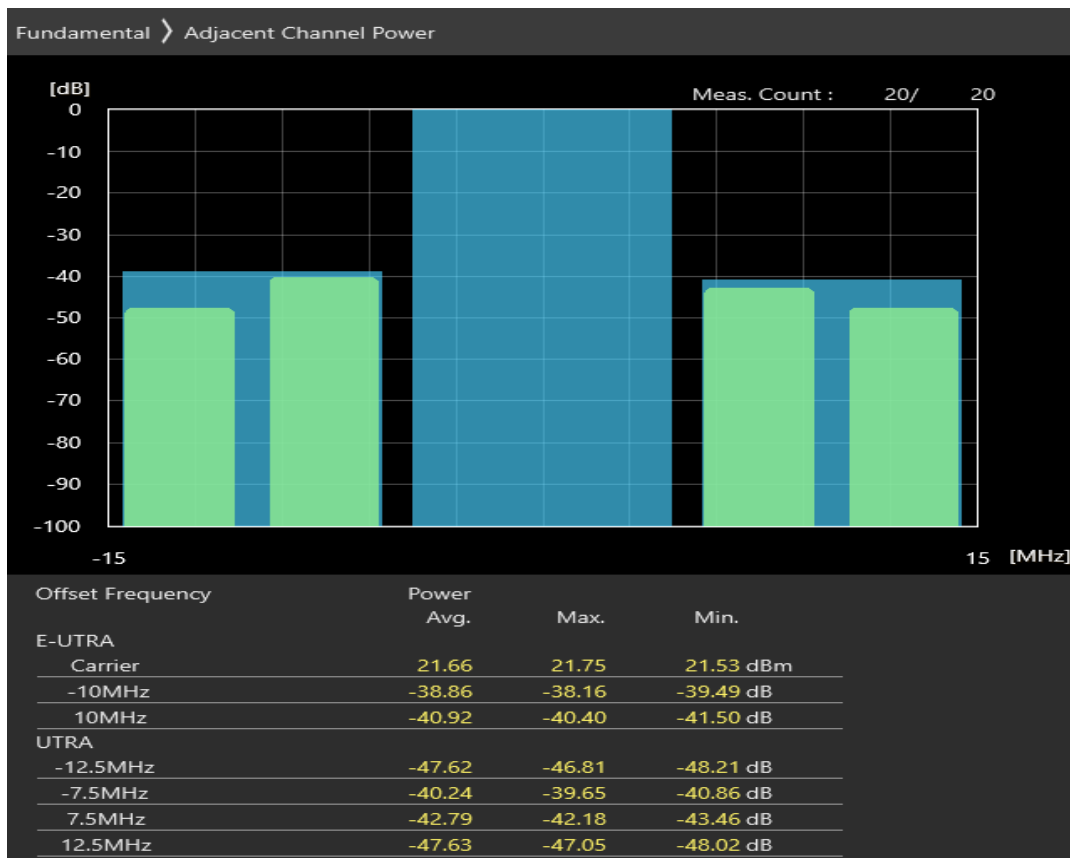 Fundamental 〉 Adjacent Channel Power
[dB]
Meas. Count : 20/ 20
0
-10
-20
-30
-40
-50
-60
-70
-80
-90
-100
-15 15 [MHz]
Offset Frequency Power
Avg. Max. Min.
E-UTRA
Carrier 21.66 21.75 21.53 dBm
-10MHz -38.86 -38.16 -39.49 dB
10MHz -40.92 -40.40 -41.50 dB
UTRA
-12.5MHz -47.62 -46.81 -48.21 dB
-7.5MHz -40.24 -39.65 -40.86 dB
7.5MHz -42.79 -42.18 -43.46 dB
12.5MHz -47.63 -47.05 -48.02 dB